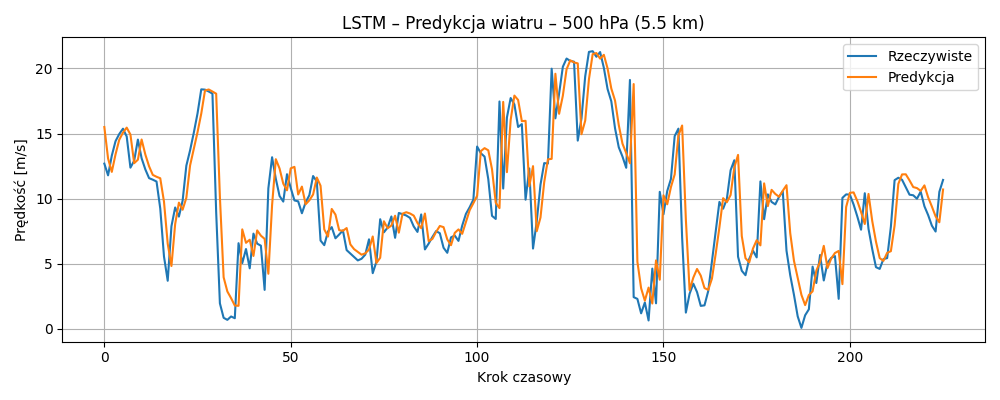 LSTM – Predykcja wiatru – 500 hPa (5.5 km)
Rzeczywiste
Predykcja
Prędkość [m/s]
20
15
10
5
0
0 50 100 150 200
Krok czasowy